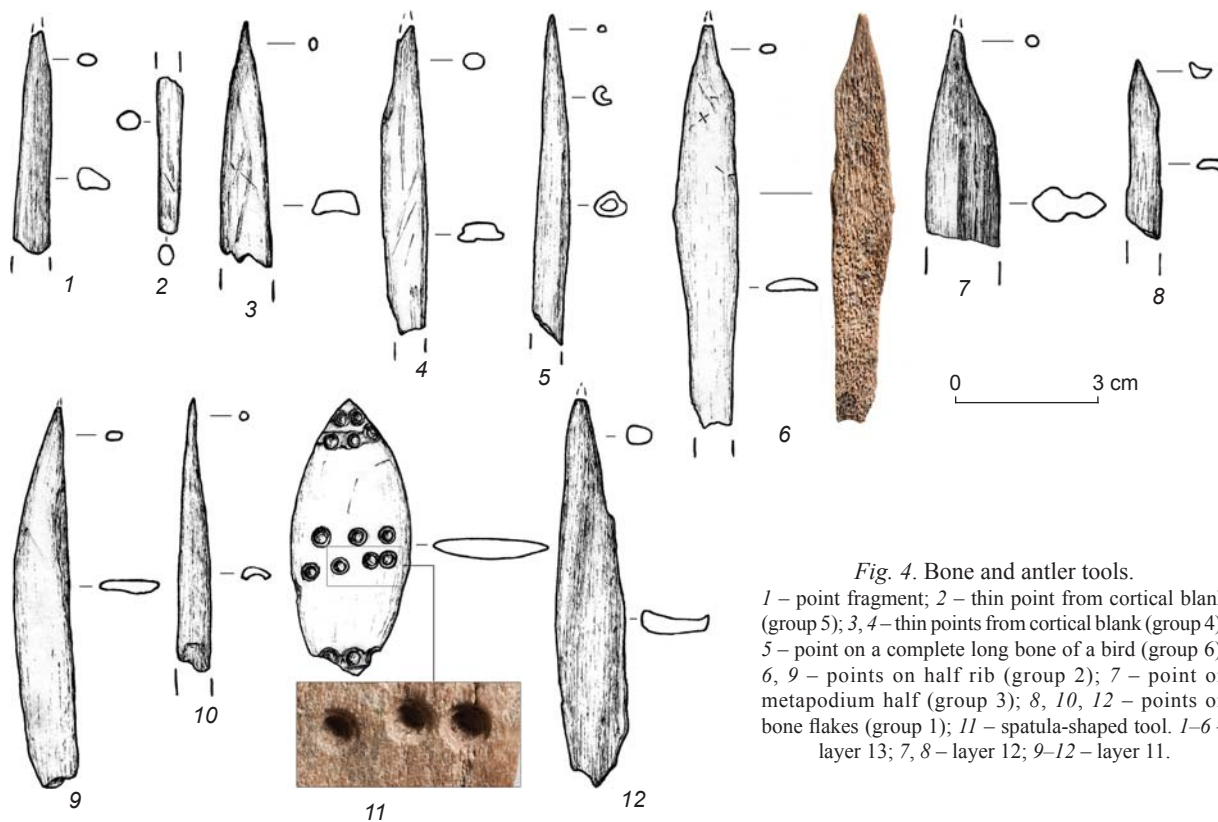 1
2
3
4
5
6
7
8
0
3 cm
9
10
11
12
Fig. 4. Bone and antler tools.
1 – point fragment; 2 – thin point from cortical blank
(group 5); 3, 4 – thin points from cortical blank (group 4)
5 – point on a complete long bone of a bird (group 6)
6, 9 – points on half rib (group 2); 7 – point
metapodium half (group 3); 8, 10, 12 – points
bone flakes (group 1); 11 – spatula-shaped tool. 1–6
layer 13; 7, 8 – layer 12; 9–12 – layer 11.